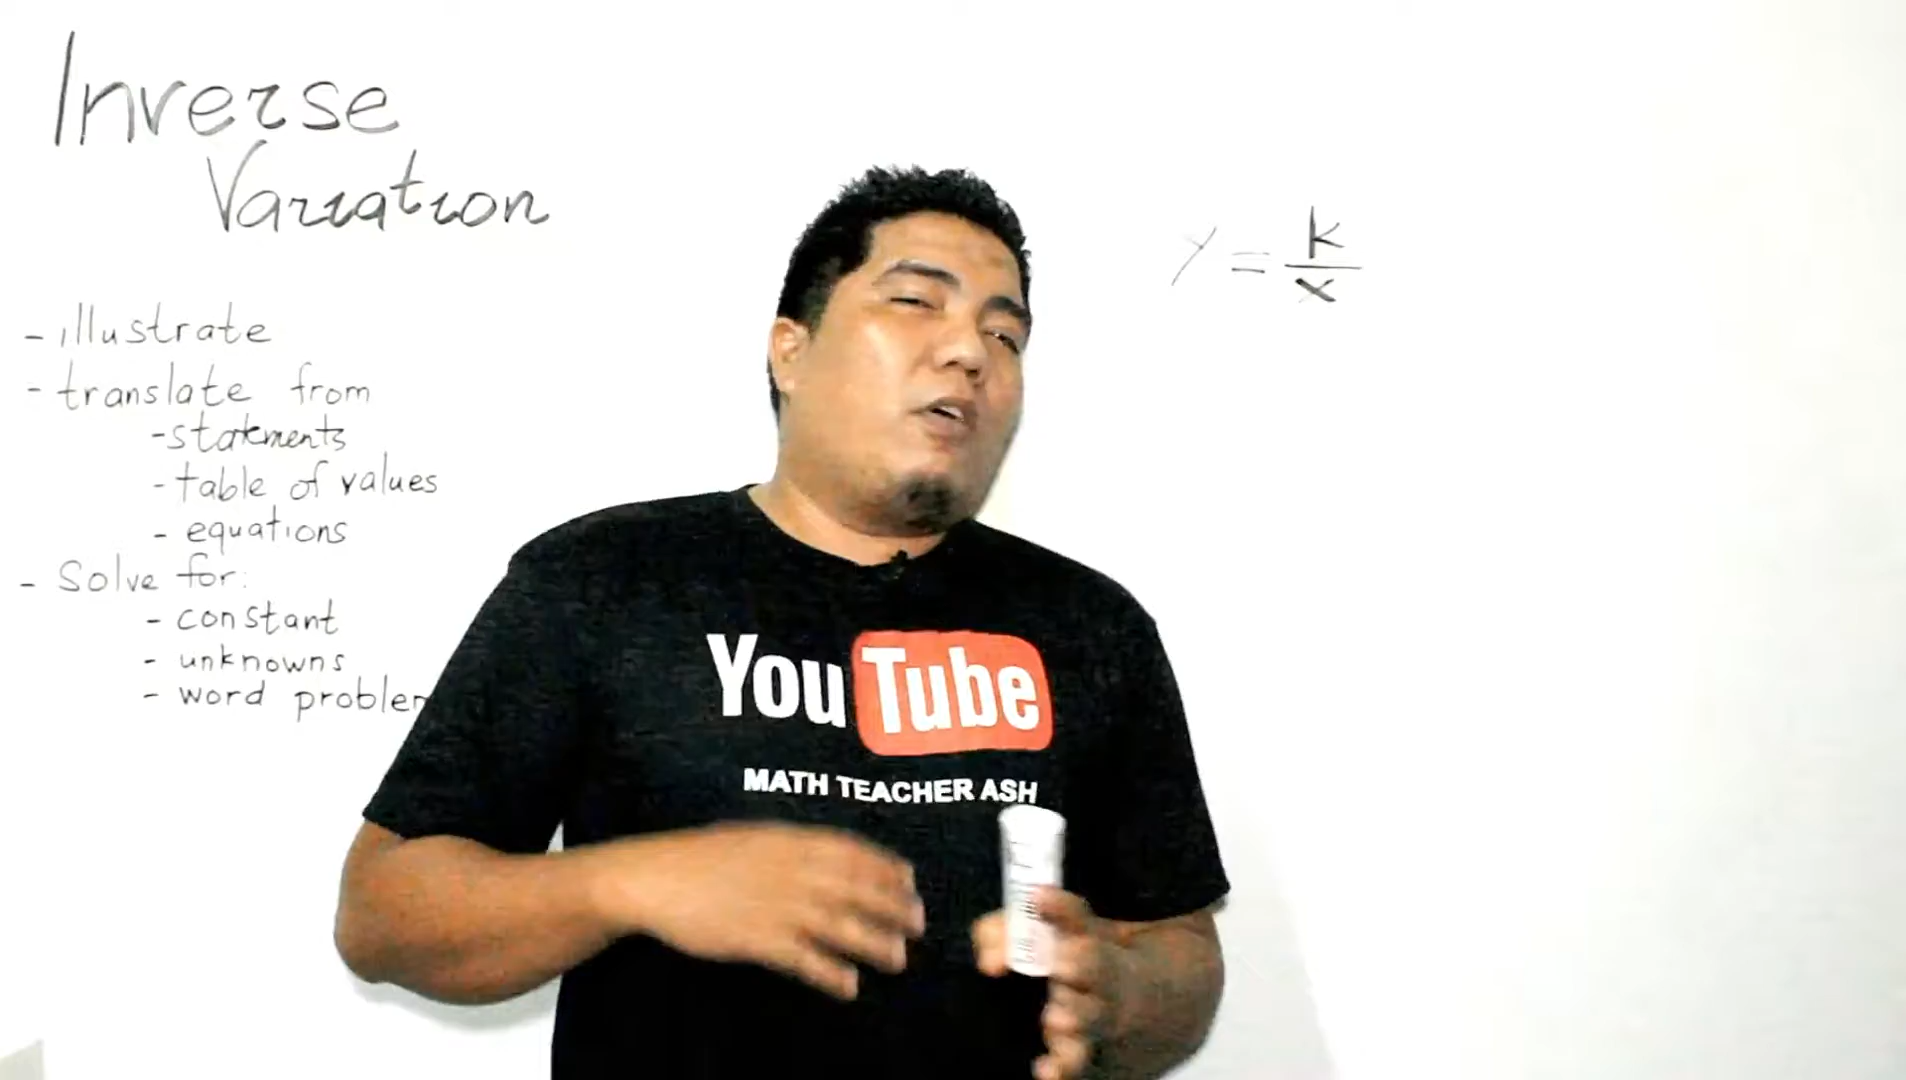 Inverse
Variation
- illustrate
- translate from
- statements
- table of values
- equations
- Solve for:
- constant
- unknowns
- word problem
y = k/x
YouTube
MATH TEACHER ASH